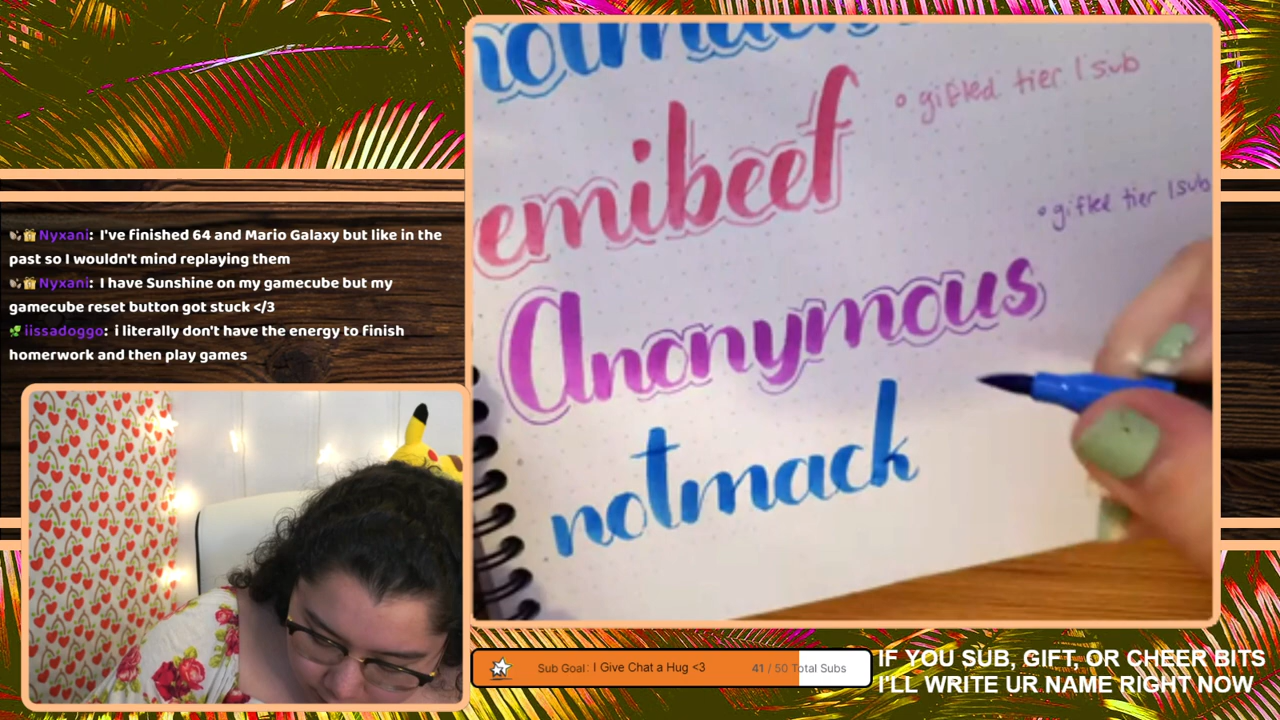 Nyxani: I've finished 64 and Mario Galaxy but like in the
past so I wouldn't mind replaying them
Nyxani: I have Sunshine on my gamecube but my
gamecube reset button got stuck </3
iissadoggo: i literally don't have the energy to finish
homerwork and then play games
notmack
emibeef
◦ gifted tier 1 sub
Anonymous
• gifted tier 1 sub
notmack
Sub Goal: I Give Chat a Hug <3
41 / 50 Total Subs
IF YOU SUB, GIFT, OR CHEER BITS
I'LL WRITE UR NAME RIGHT NOW